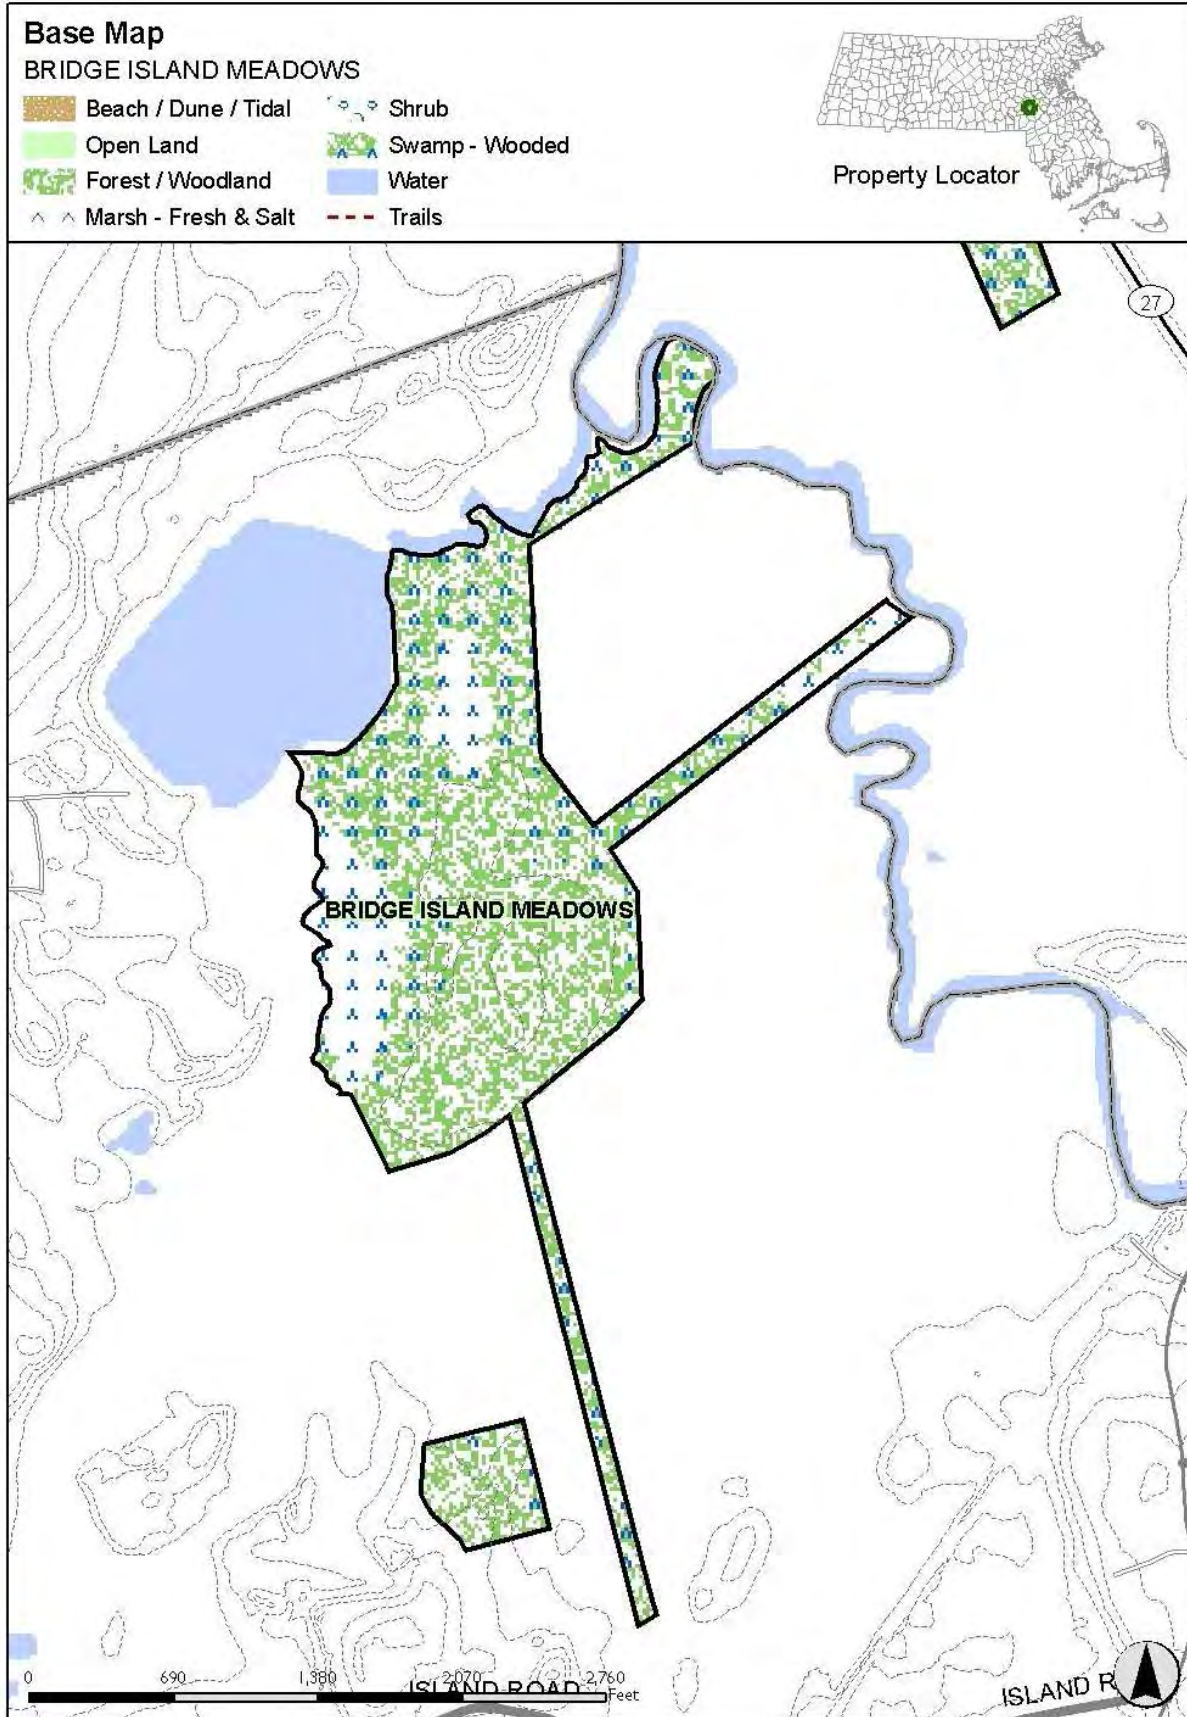 Base Map
BRIDGE ISLAND MEADOWS
Beach / Dune / Tidal
Shrub
Open Land
Swamp - Wooded
Forest / Woodland
Water
Marsh - Fresh & Salt
Trails
Property Locator
27
BRIDGE ISLAND MEADOWS
0 690 1,380 2,070 2,760
Feet
ISLAND ROAD
ISLAND R